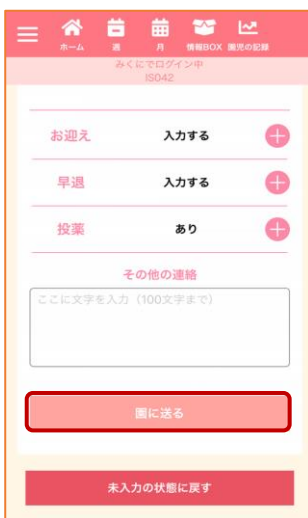 ホーム 週 月 情報BOX 園児の記録
みくにでログイン中
IS042
お迎え 入力する
早退 入力する
投薬 あり
その他の連絡
ここに文字を入力（100文字まで）
園に送る
未入力の状態に戻す